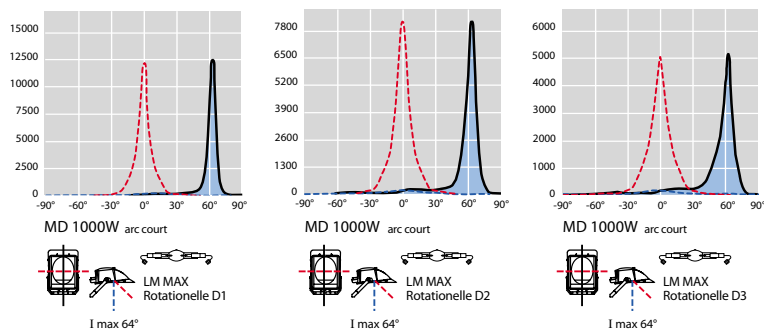 15000
12500
10000
7500
5000
2500
0
-90° -60 -30 0 30 60 90°
MD 1000W arc court
LM MAX
Rotationelle D1
I max 64°
7800
6500
5200
3900
2600
1300
0
-90° -60 -30 0 30 60° 90°
MD 1000W arc court
LM MAX
Rotationelle D2
I max 64°
6000
5000
4000
3000
2000
1000
0
-90° -60 -30° 0 30 60° 90°
MD 1000W arc court
LM MAX
Rotationelle D3
I max 64°